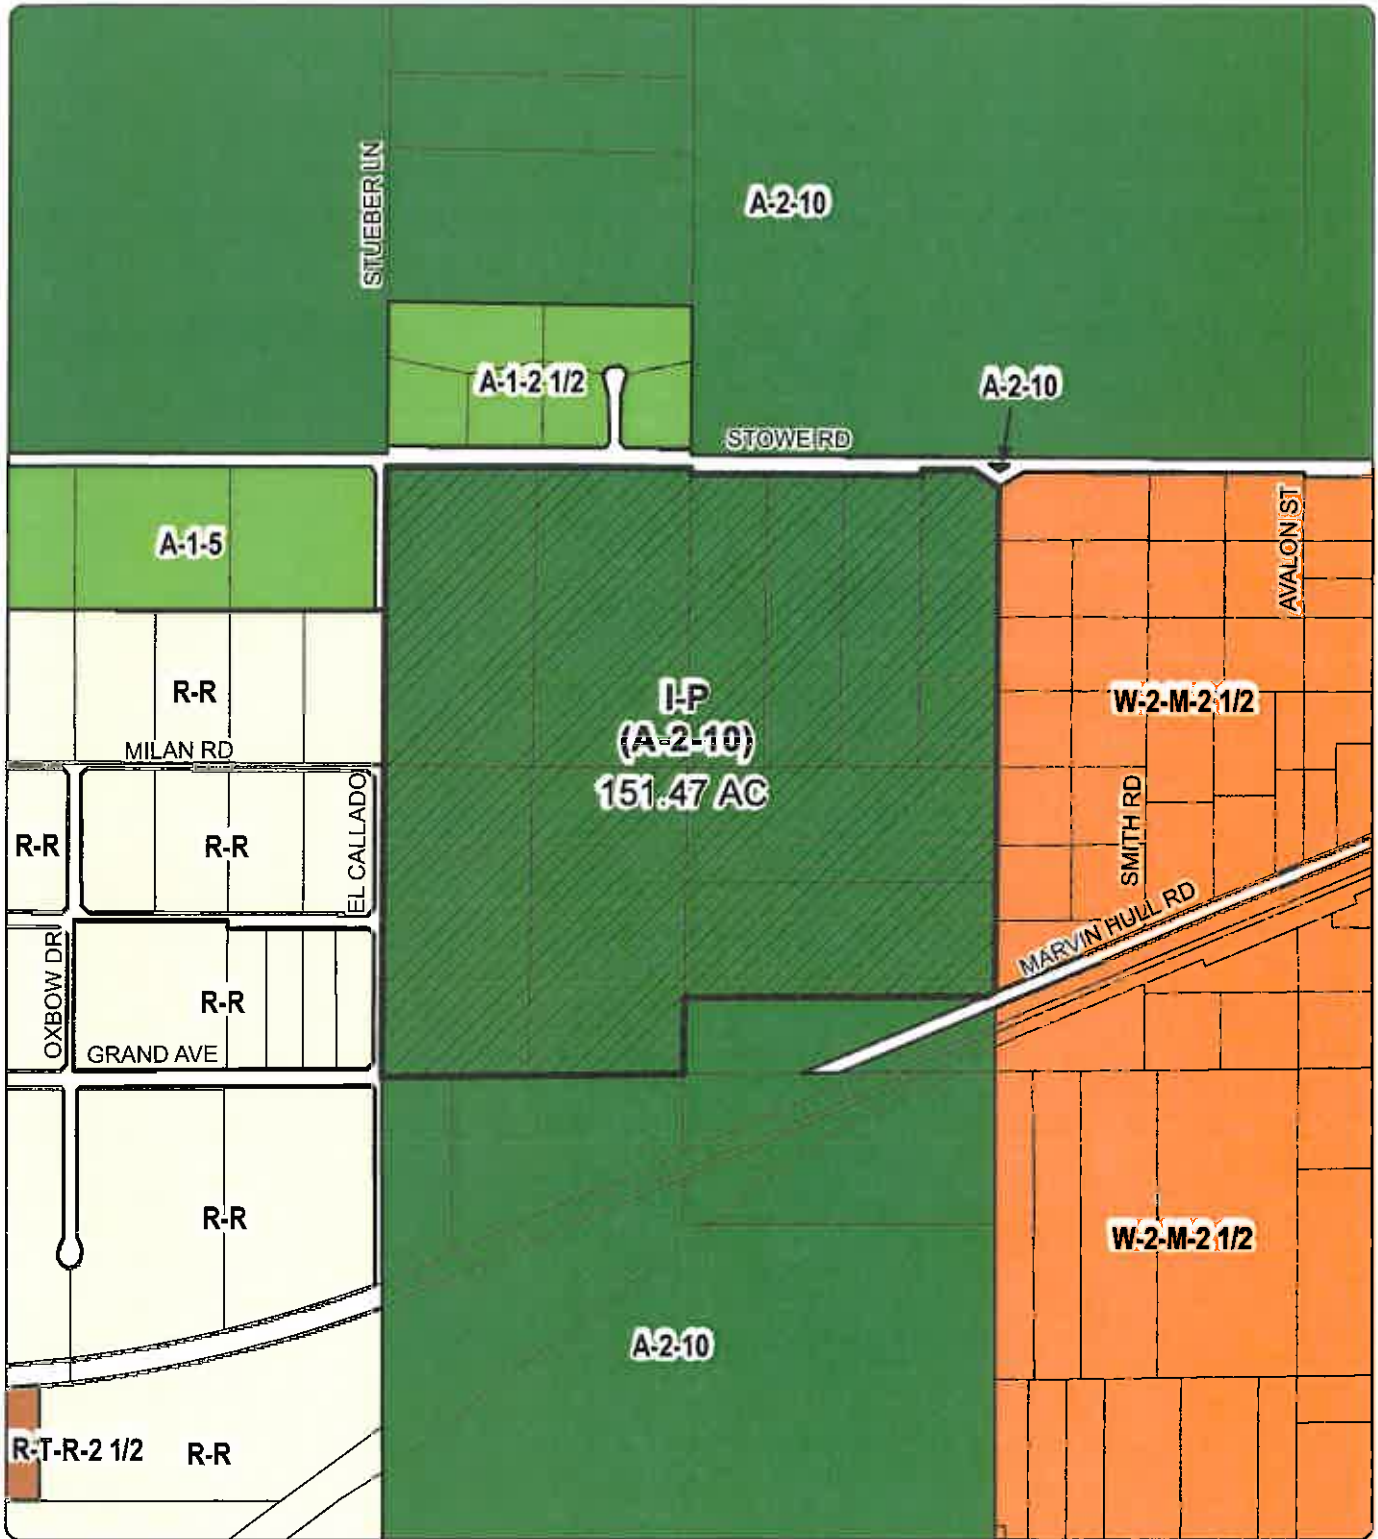 STUEBER LN
A-2-10
A-1-2 1/2
A-2-10
STOWE RD
A-1-5
AVALON ST
R-R
I-P
(A-2-10)
151.47 AC
W-2-M-2 1/2
MILAN RD
R-R
R-R
EL CALLADO
SMITH RD
MARVIN HULL RD
OXBOW DR
R-R
GRAND AVE
R-R
W-2-M-2 1/2
A-2-10
R-T-R-2 1/2
R-R